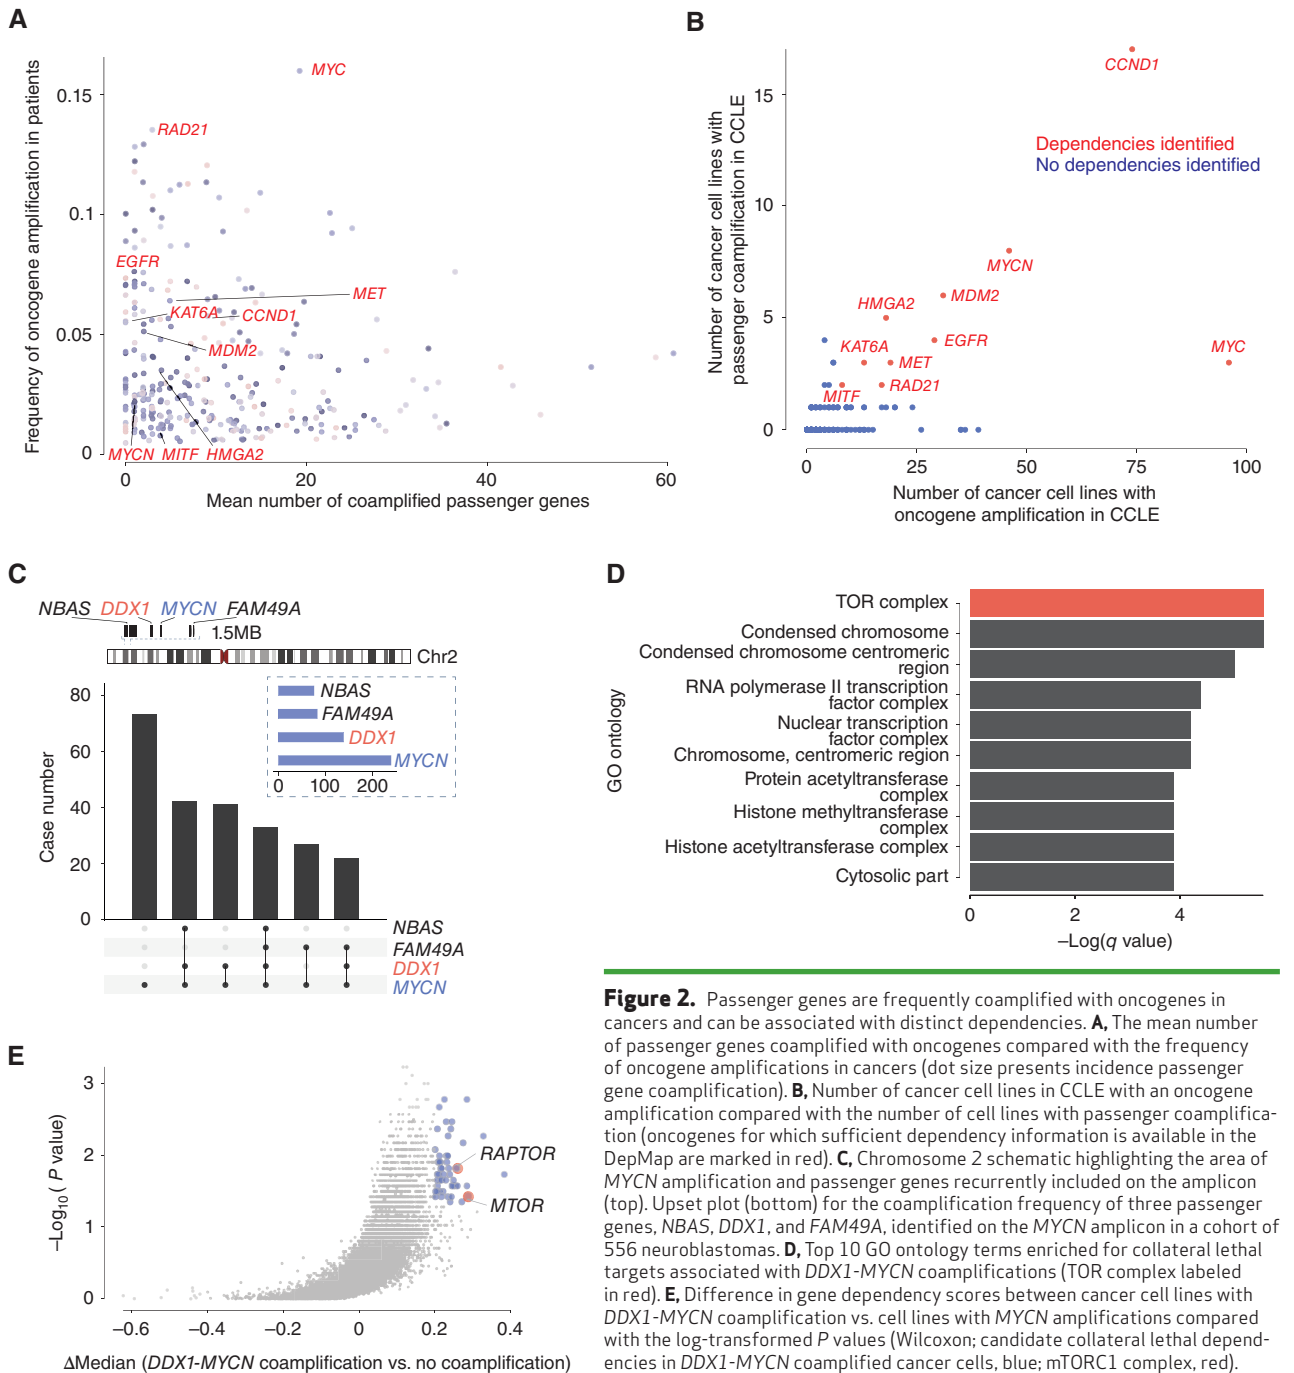 A
Frequency of oncogene amplification in patients
0.15
0.1
0.05
0
MYC
RAD21
EGFR
MET
KAT6A
CCND1
MDM2
MYCN
MITF
HMGA2
0
20
40
60
Mean number of coamplified passenger genes
B
Number of cancer cell lines with
passenger coamplification in CCLE
15
10
5
0
CCND1
Dependencies identified
No dependencies identified
MYCN
MDM2
HMGA2
EGFR
KAT6A
MET
MYC
RAD21
MITF
0
25
50
75
100
Number of cancer cell lines with
oncogene amplification in CCLE
C
NBAS DDX1 MYCN FAM49A
1.5MB
Chr2
Case number
80
60
40
20
0
NBAS
FAM49A
DDX1
MYCN
0 100 200
NBAS
FAM49A
DDX1
MYCN
D
GO ontology
TOR complex
Condensed chromosome
Condensed chromosome centromeric
region
RNA polymerase II transcription
factor complex
Nuclear transcription
factor complex
Chromosome, centromeric region
Protein acetyltransferase
complex
Histone methyltransferase
complex
Histone acetyltransferase complex
Cytosolic part
0
2
4
–Log(q value)
E
–Log10( P value)
3
2
1
0
RAPTOR
MTOR
–0.6
–0.4
–0.2
0
0.2
0.4
ΔMedian (DDX1-MYCN coamplification vs. no coamplification)
Figure 2. Passenger genes are frequently coamplified with oncogenes in
cancers and can be associated with distinct dependencies. A, The mean number
of passenger genes coamplified with oncogenes compared with the frequency
of oncogene amplifications in cancers (dot size presents incidence passenger
gene coamplification). B, Number of cancer cell lines in CCLE with an oncogene
amplification compared with the number of cell lines with passenger coamplifica-
tion (oncogenes for which sufficient dependency information is available in the
DepMap are marked in red). C, Chromosome 2 schematic highlighting the area of
MYCN amplification and passenger genes recurrently included on the amplicon
(top). Upset plot (bottom) for the coamplification frequency of three passenger
genes, NBAS, DDX1, and FAM49A, identified on the MYCN amplicon in a cohort of
556 neuroblastomas. D, Top 10 GO ontology terms enriched for collateral lethal
targets associated with DDX1-MYCN coamplifications (TOR complex labeled
in red). E, Difference in gene dependency scores between cancer cell lines with
DDX1-MYCN coamplification vs. cell lines with MYCN amplifications compared
with the log-transformed P values (Wilcoxon; candidate collateral lethal depend-
encies in DDX1-MYCN coamplified cancer cells, blue; mTORC1 complex, red).